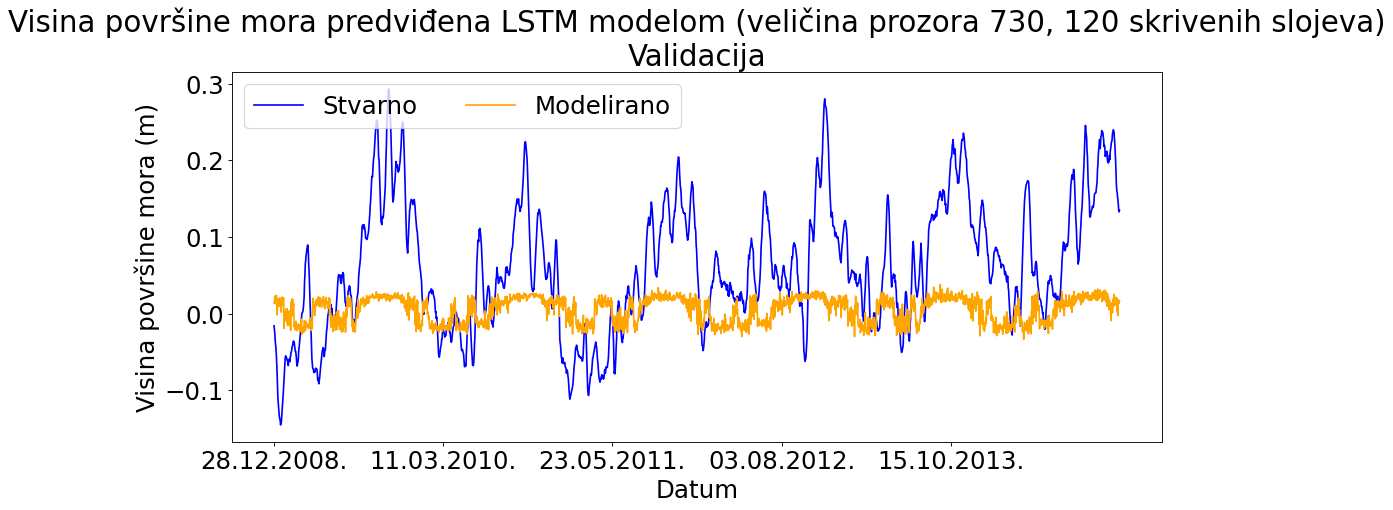 Visina površine mora predviđena LSTM modelom (veličina prozora 730, 120 skrivenih slojeva)
Validacija
Stvarno Modelirano
Visina površine mora (m)
0.3
0.2
0.1
0.0
−0.1
28.12.2008. 11.03.2010. 23.05.2011. 03.08.2012. 15.10.2013.
Datum